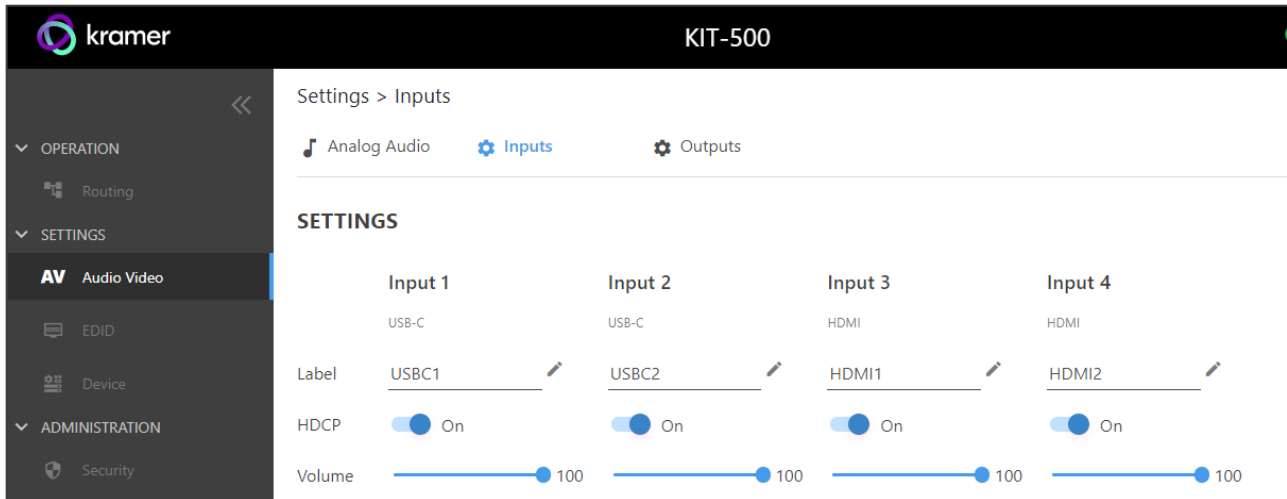 kramer
KIT-500
OPERATION
Routing
SETTINGS
AV Audio Video
EDID
Device
ADMINISTRATION
Security
Settings > Inputs
Analog Audio Inputs Outputs
SETTINGS
Input 1 Input 2 Input 3 Input 4
USB-C USB-C HDMI HDMI
Label USBC1 USBC2 HDMI1 HDMI2
HDCP On On On On
Volume 100 100 100 100